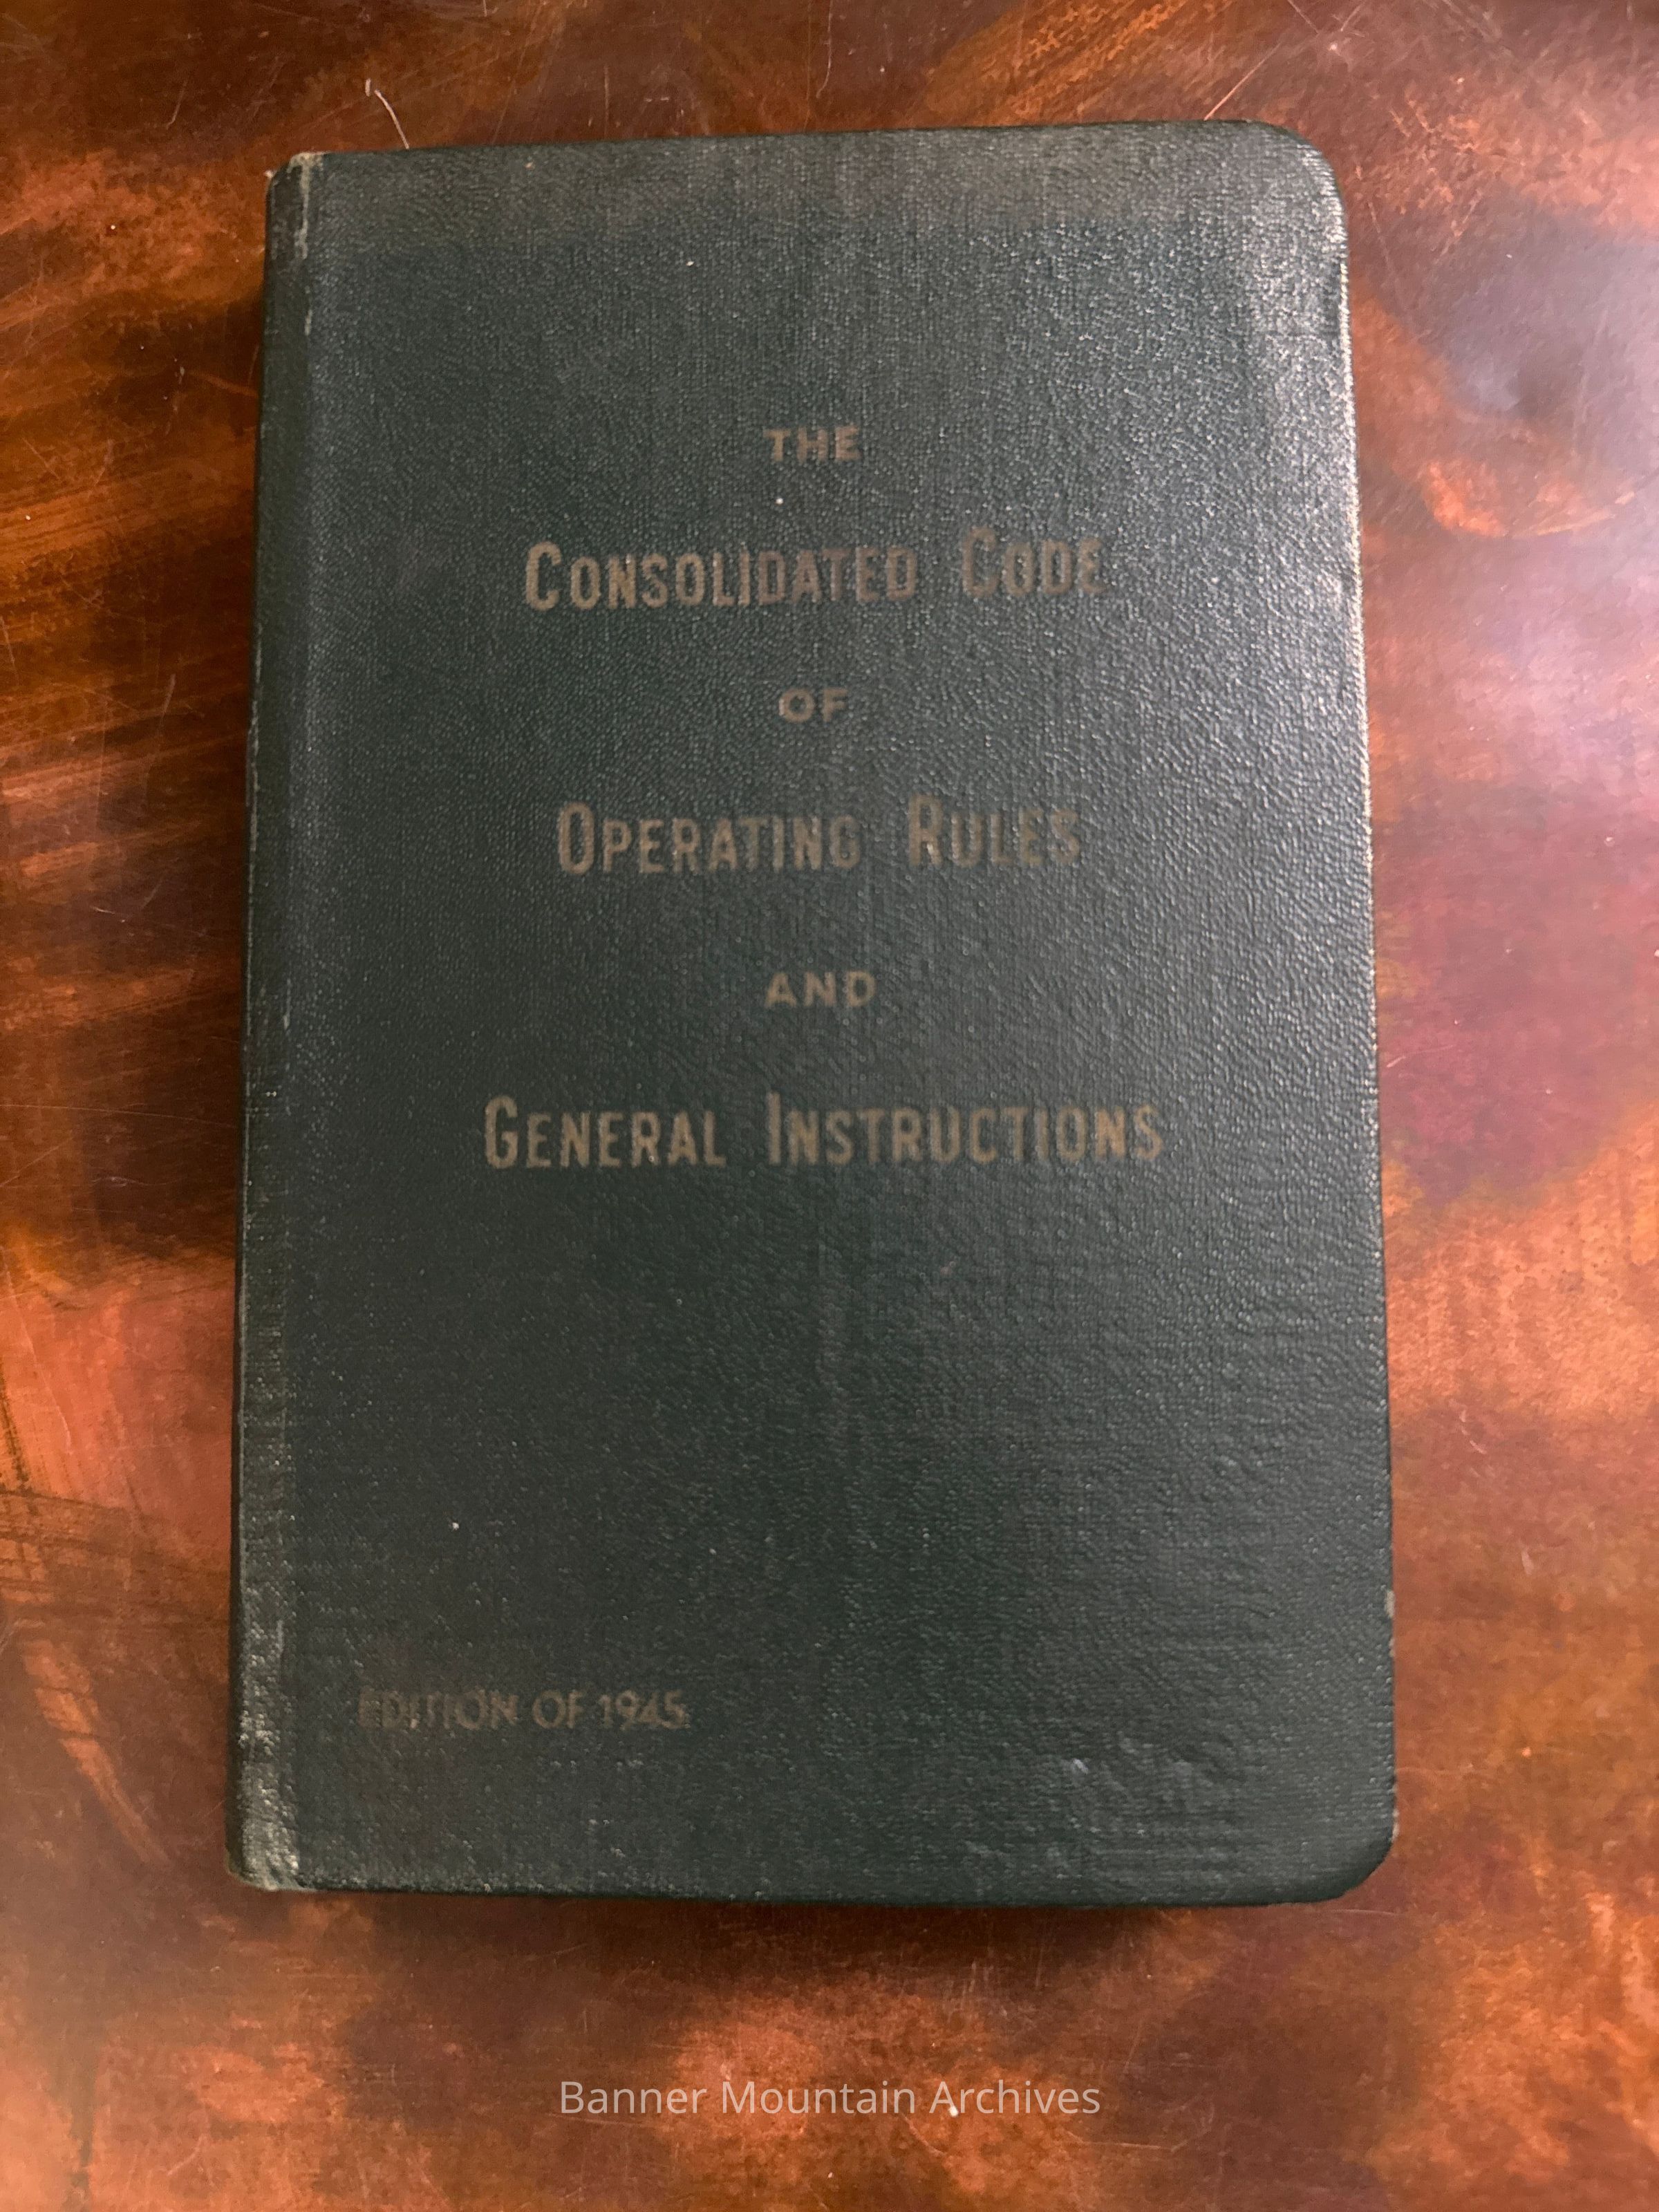 THE
CONSOLIDATED CODE
OF
OPERATING RULES
AND
GENERAL INSTRUCTIONS
EDITION OF 1945
Banner Mountain Archives